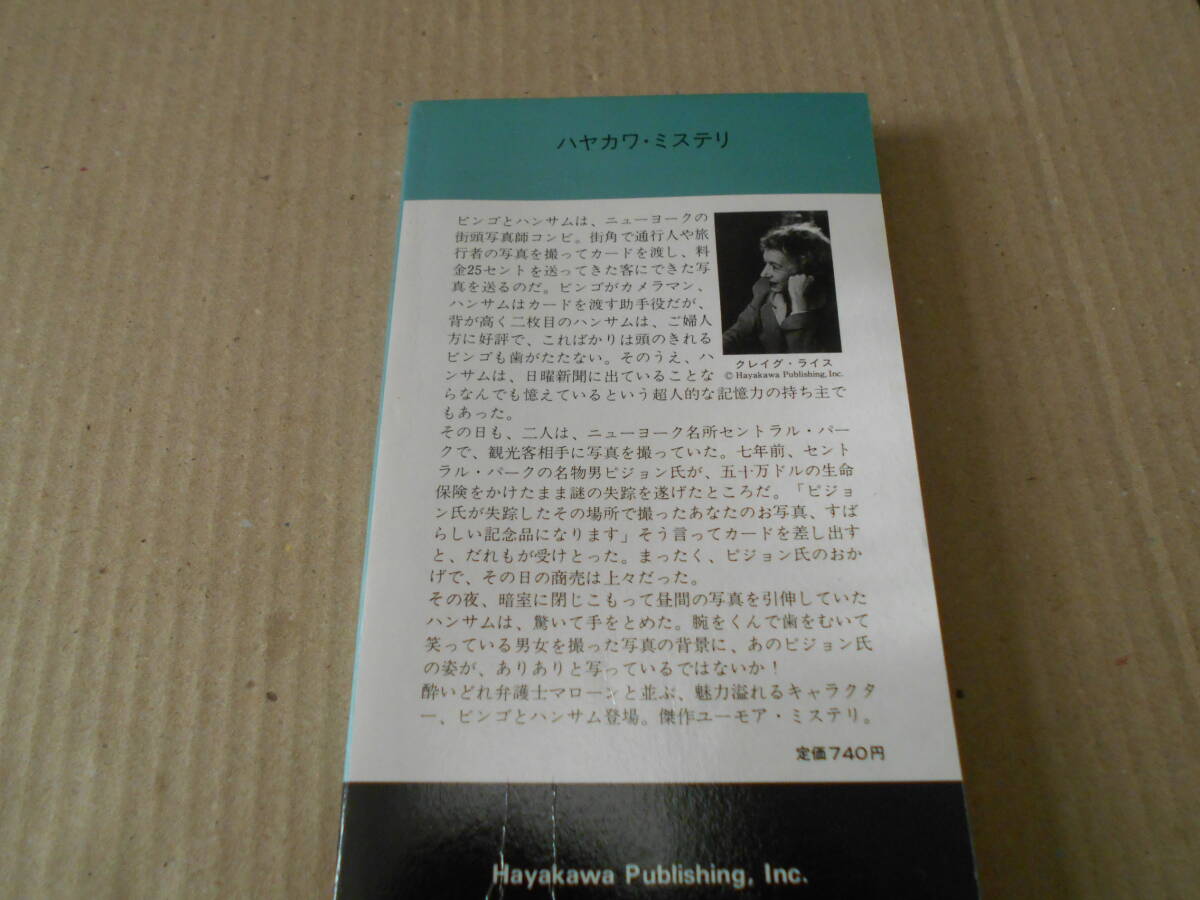 ハヤカワ・ミステリ
ビンゴとハンサムは、ニューヨークの
街頭写真師コンビ。街角で通行人や旅
行者の写真を撮ってカードを渡し、料
金25セントを送ってきた客にできた写
真を送るのだ。ビンゴがカメラマン、
ハンサムはカードを渡す助手役だが、
背が高く二枚目のハンサムは、ご婦人
方に好評で、こればかりは頭のきれる
ビンゴも歯がたたない。そのうえ、ハ
ンサムは、日曜新聞に出ていることな
らなんでも憶えているという超人的な記憶力の持ち主で
もあった。
クレイグ・ライス
© Hayakawa Publishing, Inc.
その日も、二人は、ニューヨーク名所セントラル・パー
クで、観光客相手に写真を撮っていた。七年前、セント
ラル・パークの名物男ピジョン氏が、五十万ドルの生命
保険をかけたまま謎の失踪を遂げたところだ。「ピジョ
ン氏が失踪したその場所で撮ったあなたのお写真、すば
らしい記念品になります」そう言ってカードを差し出す
と、だれもが受けとった。まったく、ピジョン氏のおか
げで、その日の商売は上々だった。
その夜、暗室に閉じこもって昼間の写真を引伸していた
ハンサムは、驚いて手をとめた。腕をくんで歯をむいて
笑っている男女を撮った写真の背景に、あのピジョン氏
の姿が、ありありと写っているではないか！
酔いどれ弁護士マローンと並ぶ、魅力溢れるキャラクタ
ー、ビンゴとハンサム登場。傑作ユーモア・ミステリ。
定価740円
Hayakawa Publishing, Inc.